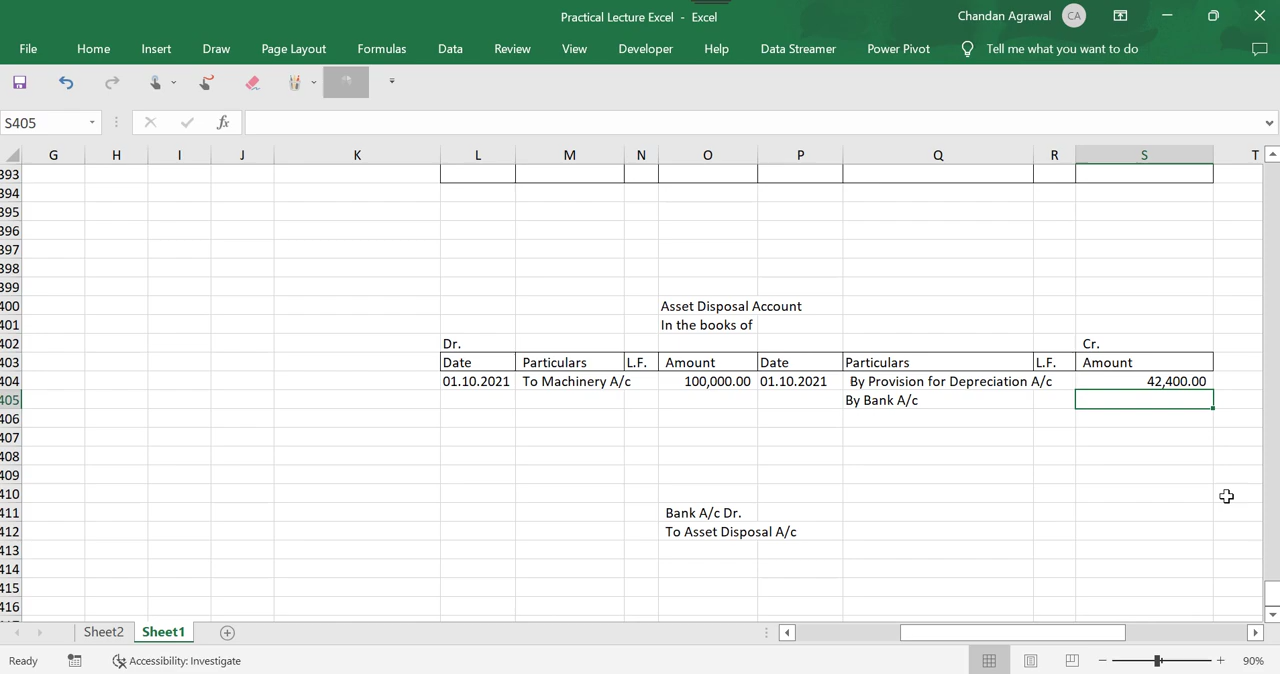 Practical Lecture Excel - Excel
Chandan Agrawal CA
File Home Insert Draw Page Layout Formulas Data Review View Developer Help Data Streamer Power Pivot Tell me what you want to do
S405 fx
G H I J K L M N O P Q R S T
393
394
395
396
397
398
399
400 Asset Disposal Account
401 In the books of
402 Dr. Cr.
403 Date Particulars L.F. Amount Date Particulars L.F. Amount
404 01.10.2021 To Machinery A/c 100,000.00 01.10.2021 By Provision for Depreciation A/c 42,400.00
405 By Bank A/c
406
407
408
409
410
411 Bank A/c Dr.
412 To Asset Disposal A/c
413
414
415
416
Sheet2 Sheet1
Ready Accessibility: Investigate 90%